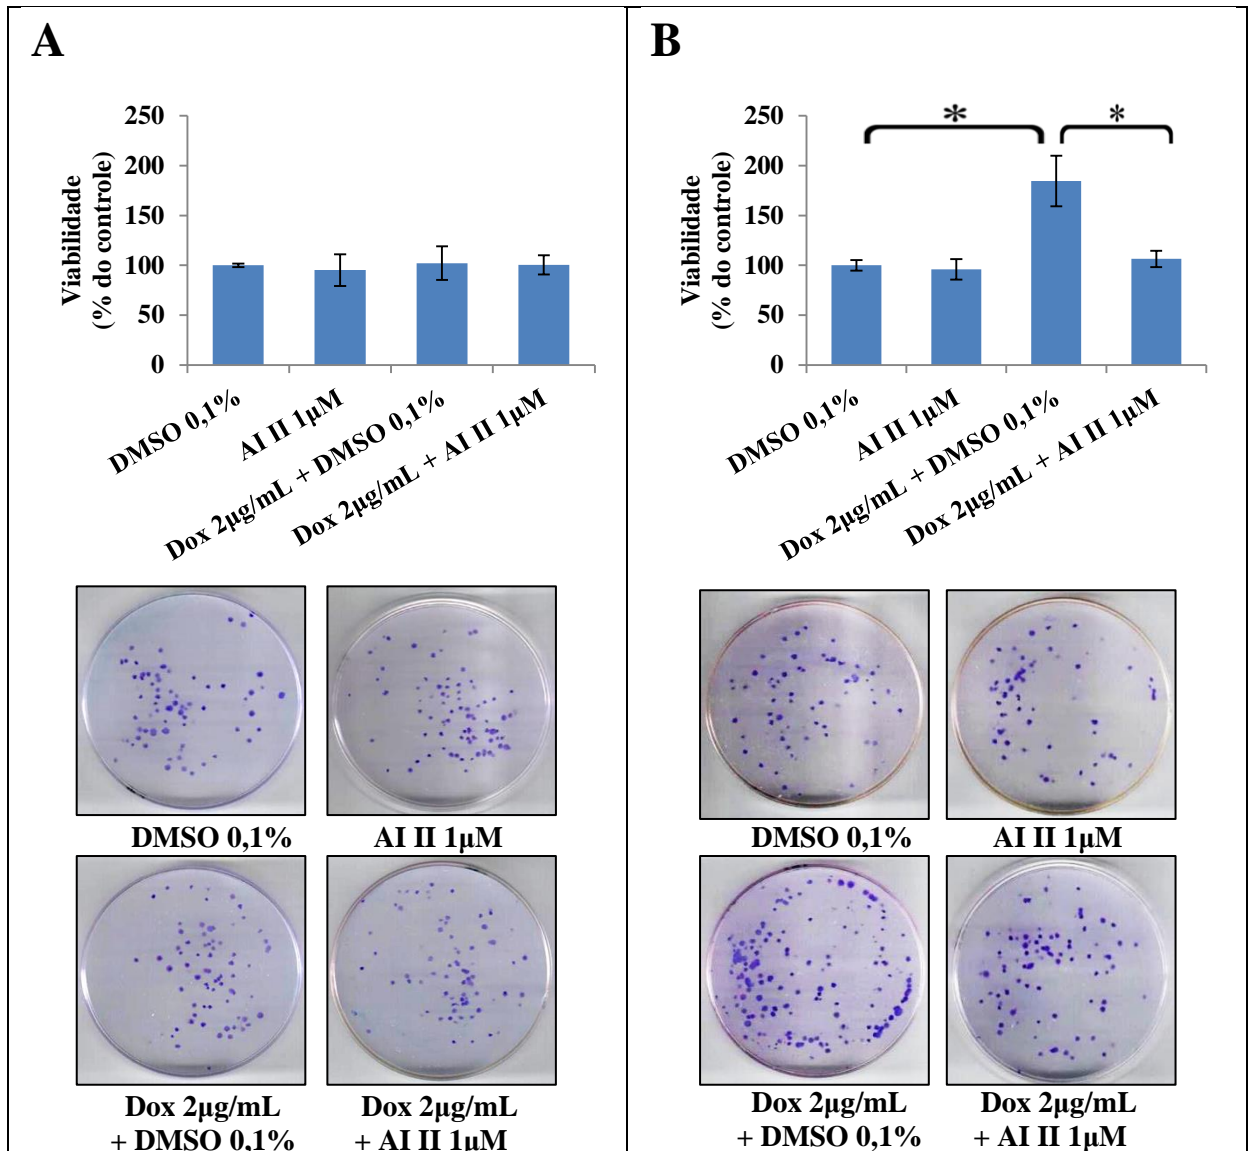 A
Viabilidade
(% do controle)
250
200
150
100
50
0
DMSO 0,1%
AI II 1µM
Dox 2µg/mL + DMSO 0,1%
Dox 2µg/mL + AI II 1µM
DMSO 0,1%
AI II 1µM
Dox 2µg/mL
+ DMSO 0,1%
Dox 2µg/mL
+ AI II 1µM
B
Viabilidade
(% do controle)
250
200
150
100
50
0
*
*
DMSO 0,1%
AI II 1µM
Dox 2µg/mL + DMSO 0,1%
Dox 2µg/mL + AI II 1µM
DMSO 0,1%
AI II 1µM
Dox 2µg/mL
+ DMSO 0,1%
Dox 2µg/mL
+ AI II 1µM